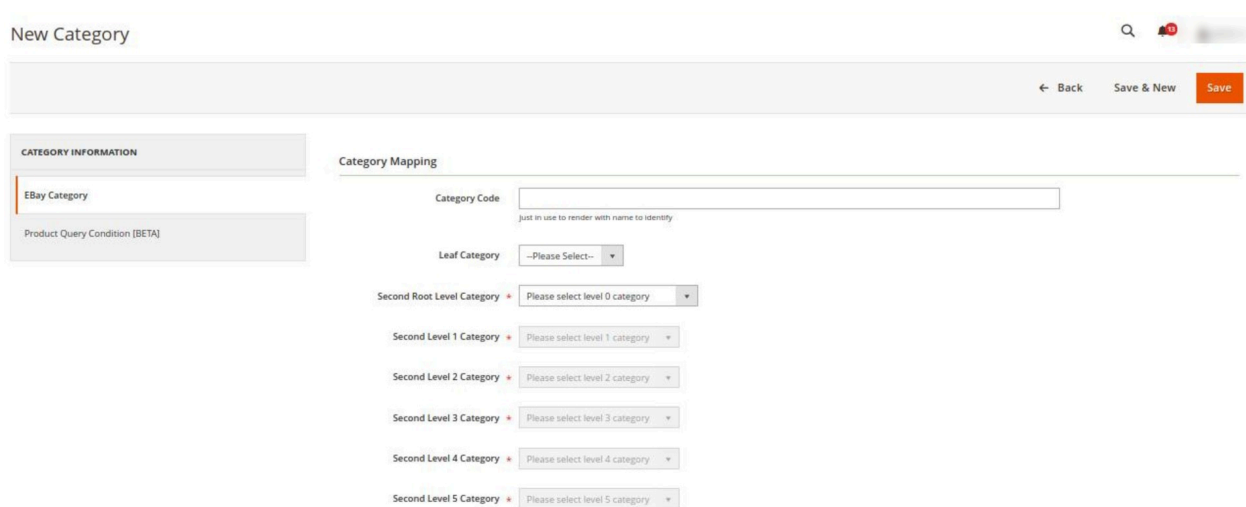 New Category
13
← Back Save & New Save
CATEGORY INFORMATION
EBay Category
Product Query Condition [BETA]
Category Mapping
Category Code
Just in use to render with name to identify
Leaf Category --Please Select--
Second Root Level Category * Please select level 0 category
Second Level 1 Category * Please select level 1 category
Second Level 2 Category * Please select level 2 category
Second Level 3 Category * Please select level 3 category
Second Level 4 Category * Please select level 4 category
Second Level 5 Category * Please select level 5 category